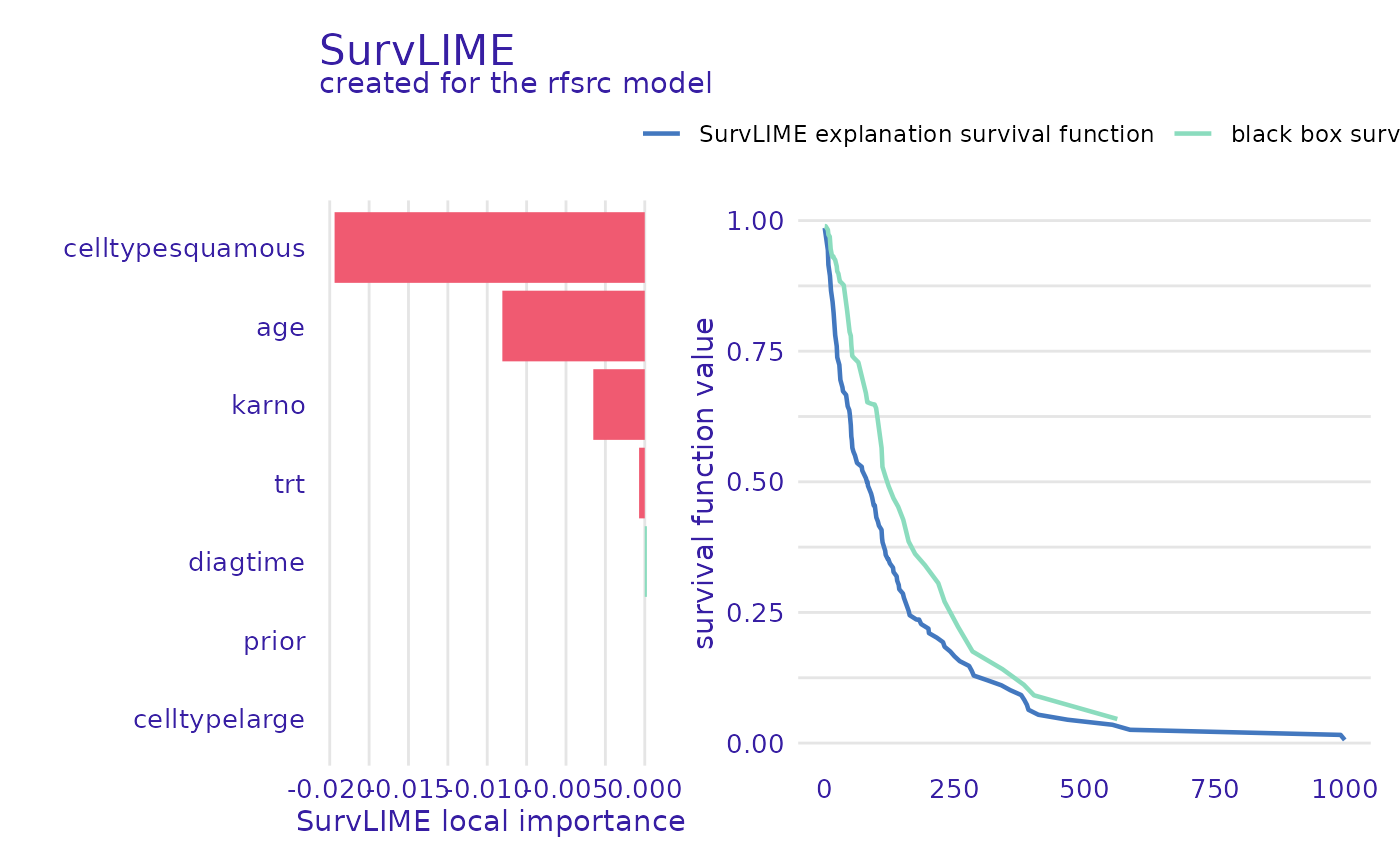 SurvLIME
created for the rfsrc model
SurvLIME explanation survival function
black box surv
celltypesquamous
age
karno
trt
diagtime
prior
celltypelarge
-0.020
-0.015
-0.010
-0.005
0.000
SurvLIME local importance
survival function value
1.00
0.75
0.50
0.25
0.00
0
250
500
750
1000